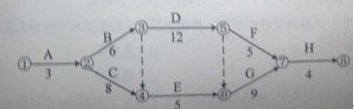 ③ D ⑤
B 12 F
A 6 5 H
① ② ⑦ ⑧
3 C G 4
8 E 9
④ 5 ⑥